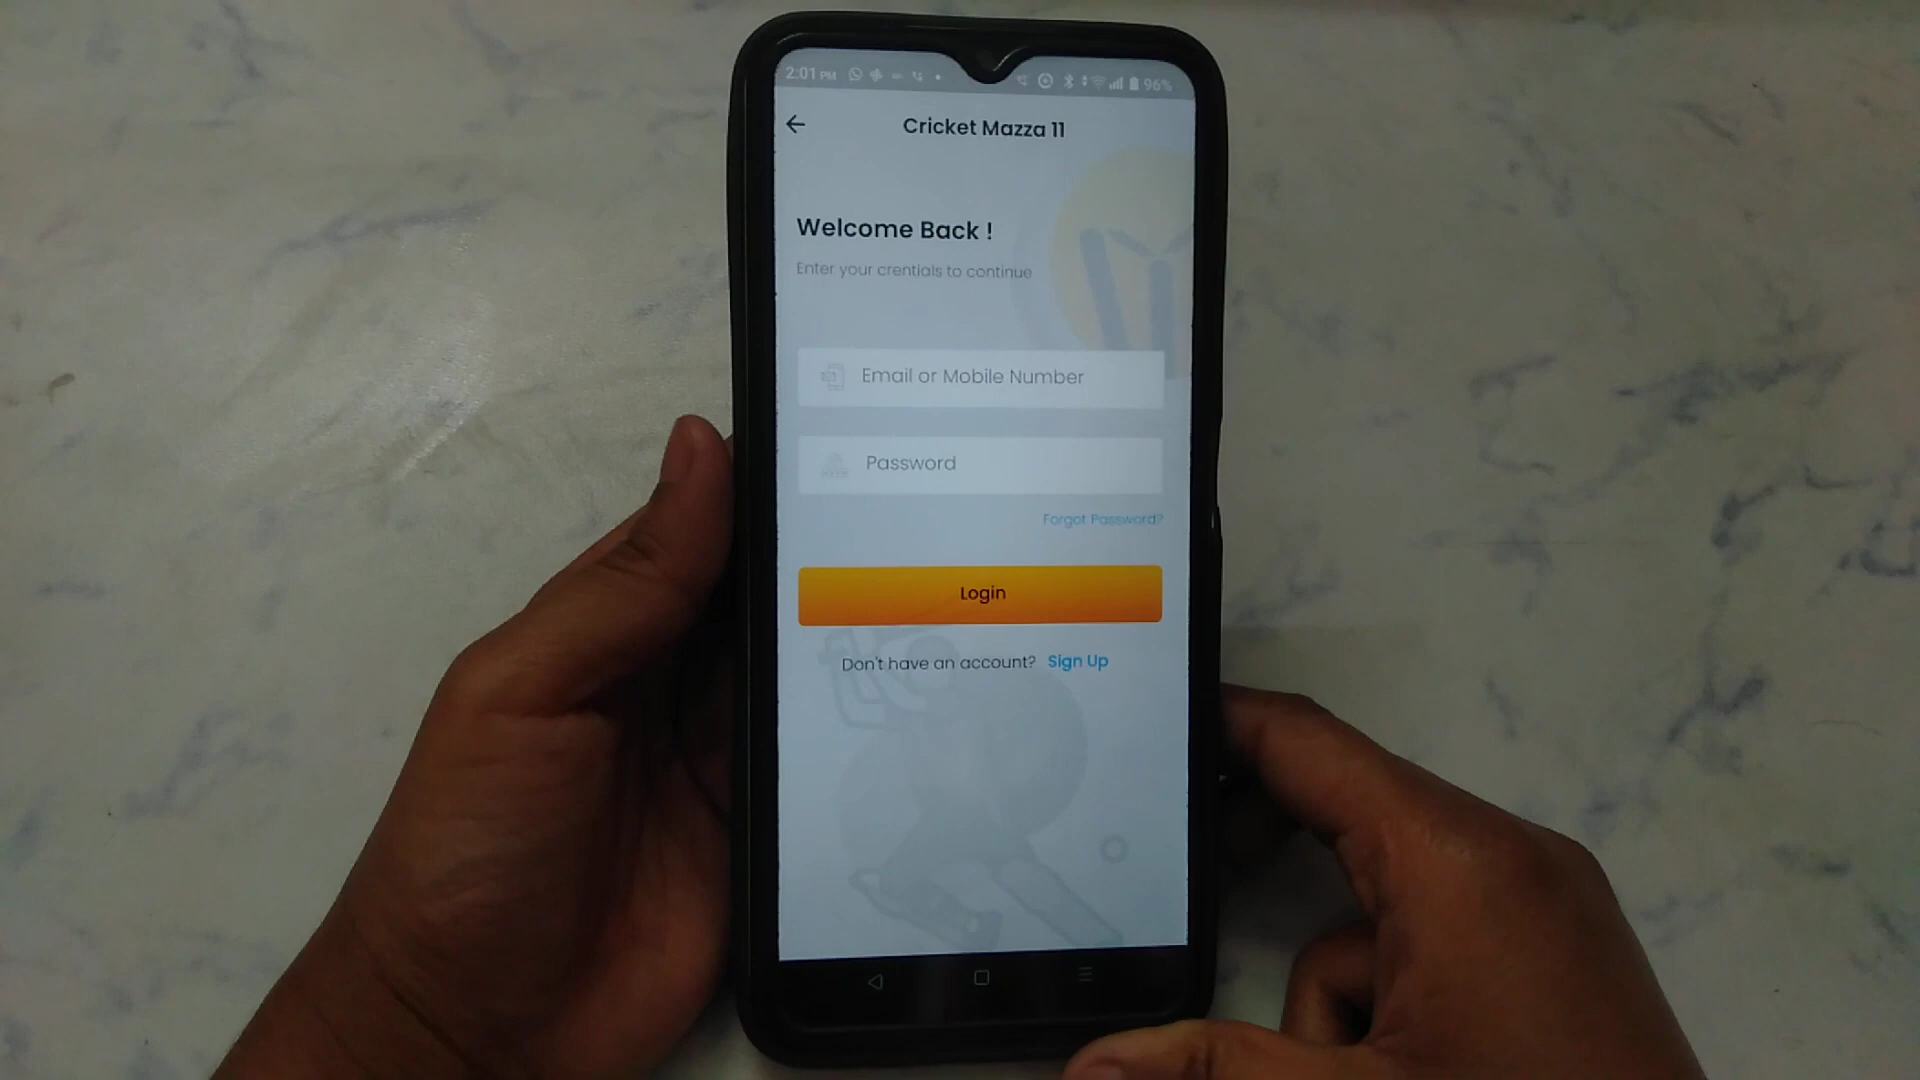 2:01 PM 96%
Cricket Mazza 11
Welcome Back !
Enter your crentials to continue
Email or Mobile Number
Password
Forgot Password?
Login
Don't have an account? Sign Up